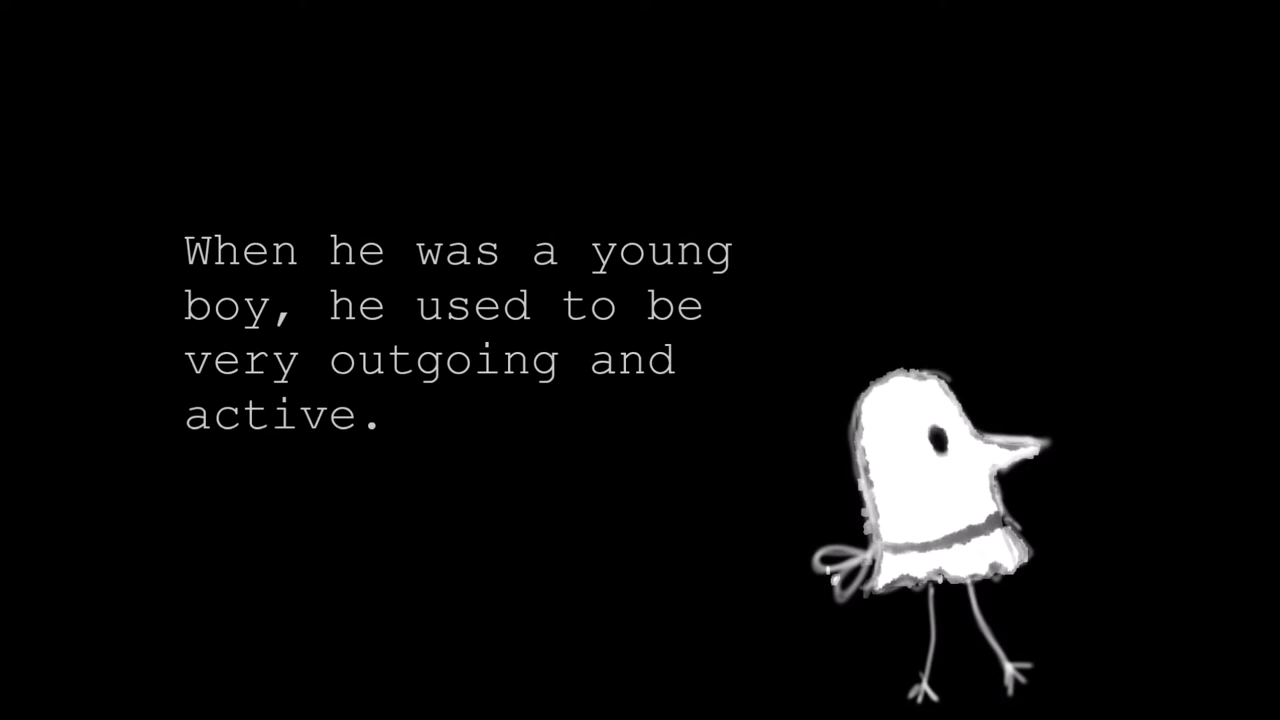 When he was a young
boy, he used to be
very outgoing and
active.